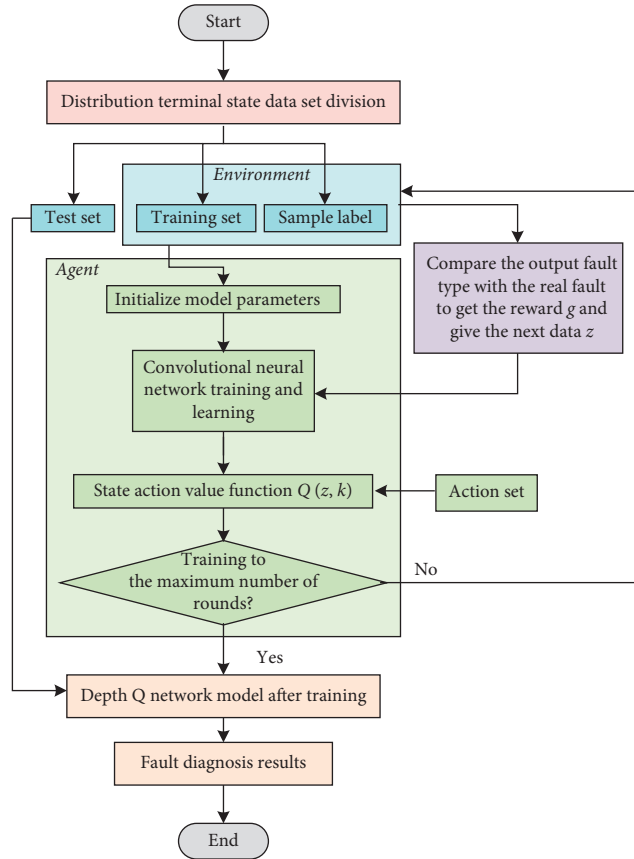 Start
Distribution terminal state data set division
Environment
Test set
Training set
Sample label
Compare the output fault
type with the real fault
to get the reward g and
give the next data z
Agent
Initialize model parameters
Convolutional neural
network training and
learning
State action value function Q (z, k)
Action set
Training to
the maximum number of
rounds?
No
Yes
Depth Q network model after training
Fault diagnosis results
End